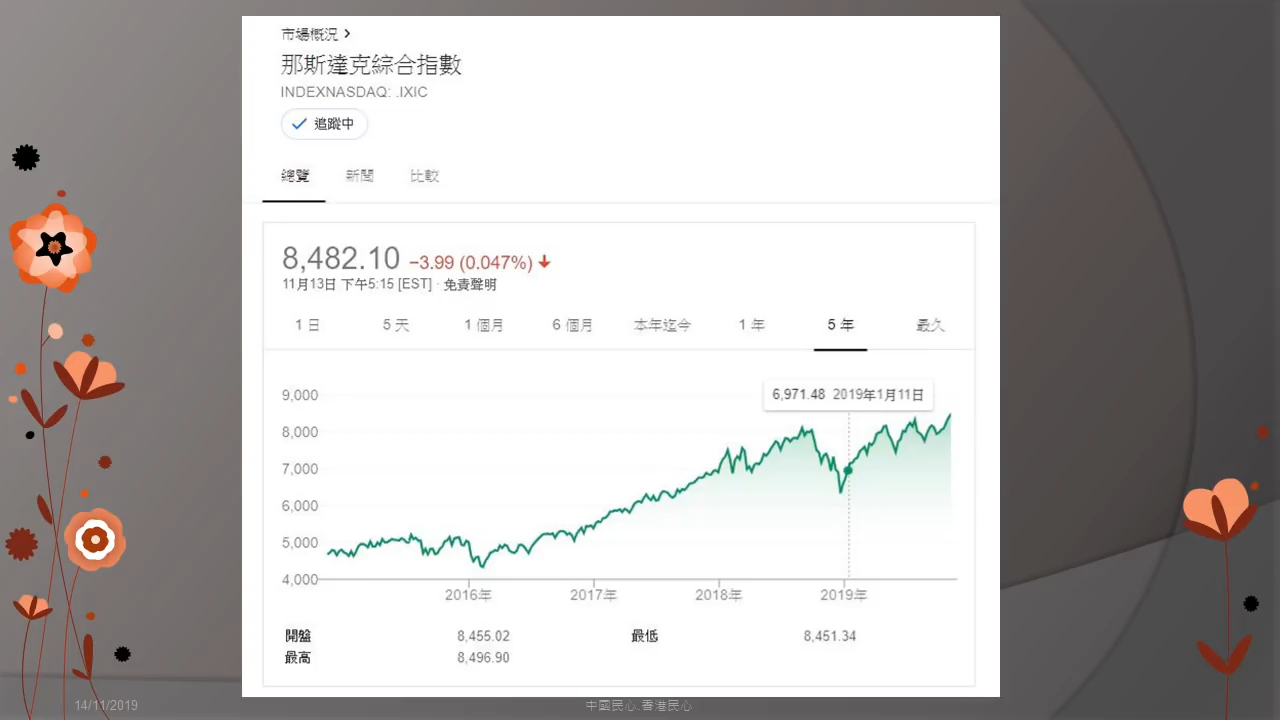 市場概況 >
那斯達克綜合指數
INDEXNASDAQ: .IXIC
追蹤中
總覽 新聞 比較
8,482.10 −3.99 (0.047%) ↓
11月13日 下午5:15 [EST] · 免責聲明
1 日 5 天 1 個月 6 個月 本年迄今 1 年 5 年 最久
6,971.48 2019年1月11日
9,000
8,000
7,000
6,000
5,000
4,000
2016年 2017年 2018年 2019年
開盤 8,455.02 最低 8,451.34
最高 8,496.90
14/11/2019 中國民心､香港民心